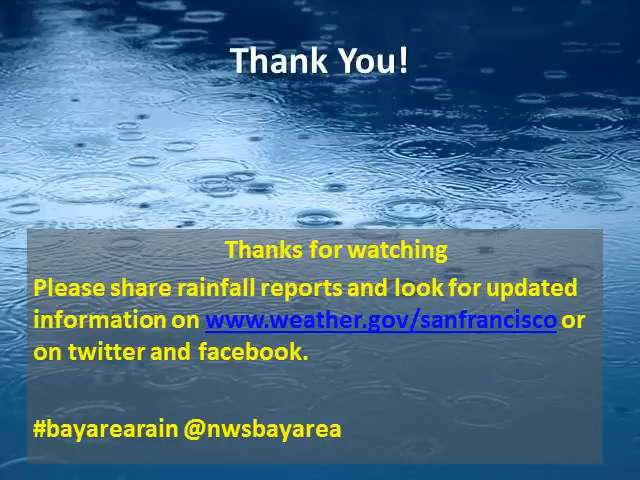 Thank You!
Thanks for watching
Please share rainfall reports and look for updated
information on www.weather.gov/sanfrancisco or
on twitter and facebook.
#bayarearain @nwsbayarea